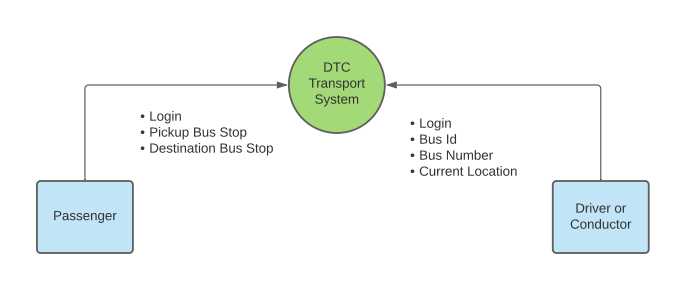 DTC
Transport
System
• Login
• Pickup Bus Stop
• Destination Bus Stop
• Login
• Bus Id
• Bus Number
• Current Location
Passenger
Driver or
Conductor